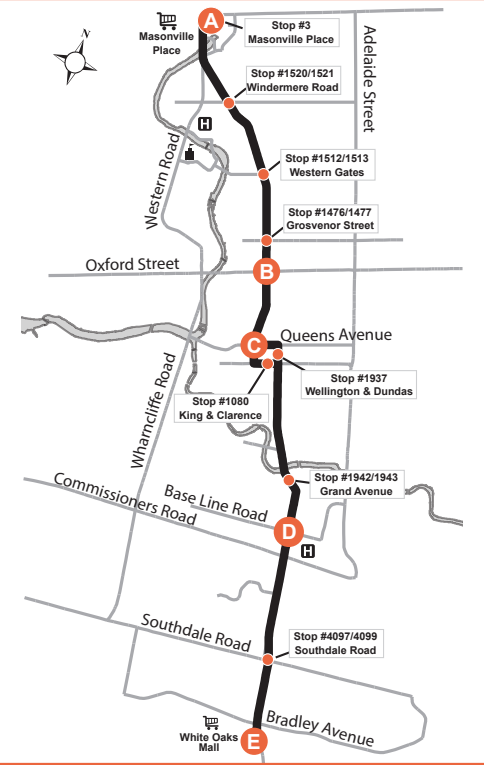 A
Stop #3
Masonville Place
Masonville
Place
N
Adelaide Street
Stop #1520/1521
Windermere Road
H
Western Road
Stop #1512/1513
Western Gates
Stop #1476/1477
Grosvenor Street
Oxford Street
B
C
Queens Avenue
Stop #1937
Wellington & Dundas
Stop #1080
King & Clarence
Wharncliffe Road
Stop #1942/1943
Grand Avenue
Commissioners Road
Base Line Road
D
H
Southdale Road
Stop #4097/4099
Southdale Road
Bradley Avenue
White Oaks
Mall
E